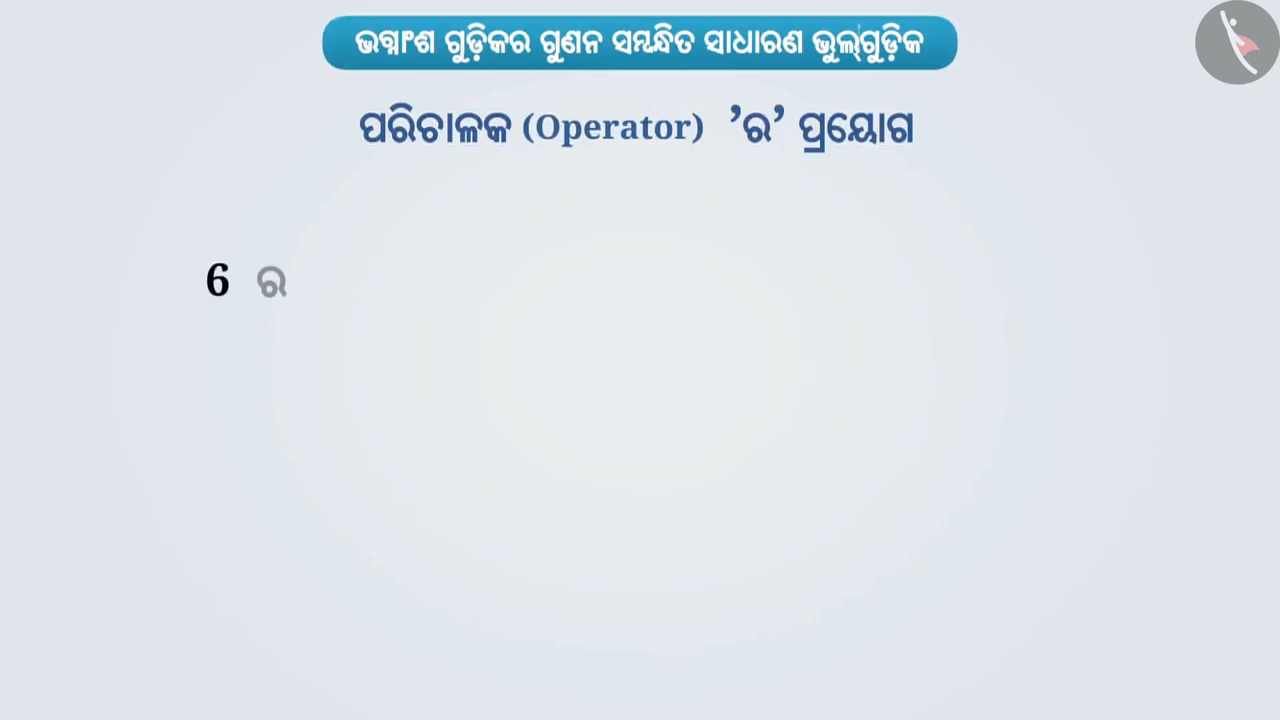 ଭଗ୍ନାଂଶ ଗୁଡ଼ିକର ଗୁଣନ ସମ୍ବନ୍ଧିତ ସାଧାରଣ ଭୁଲ୍‌ଗୁଡ଼ିକ
ପରିଚାଳକ (Operator) ’ର’ ପ୍ରୟୋଗ
6 ର